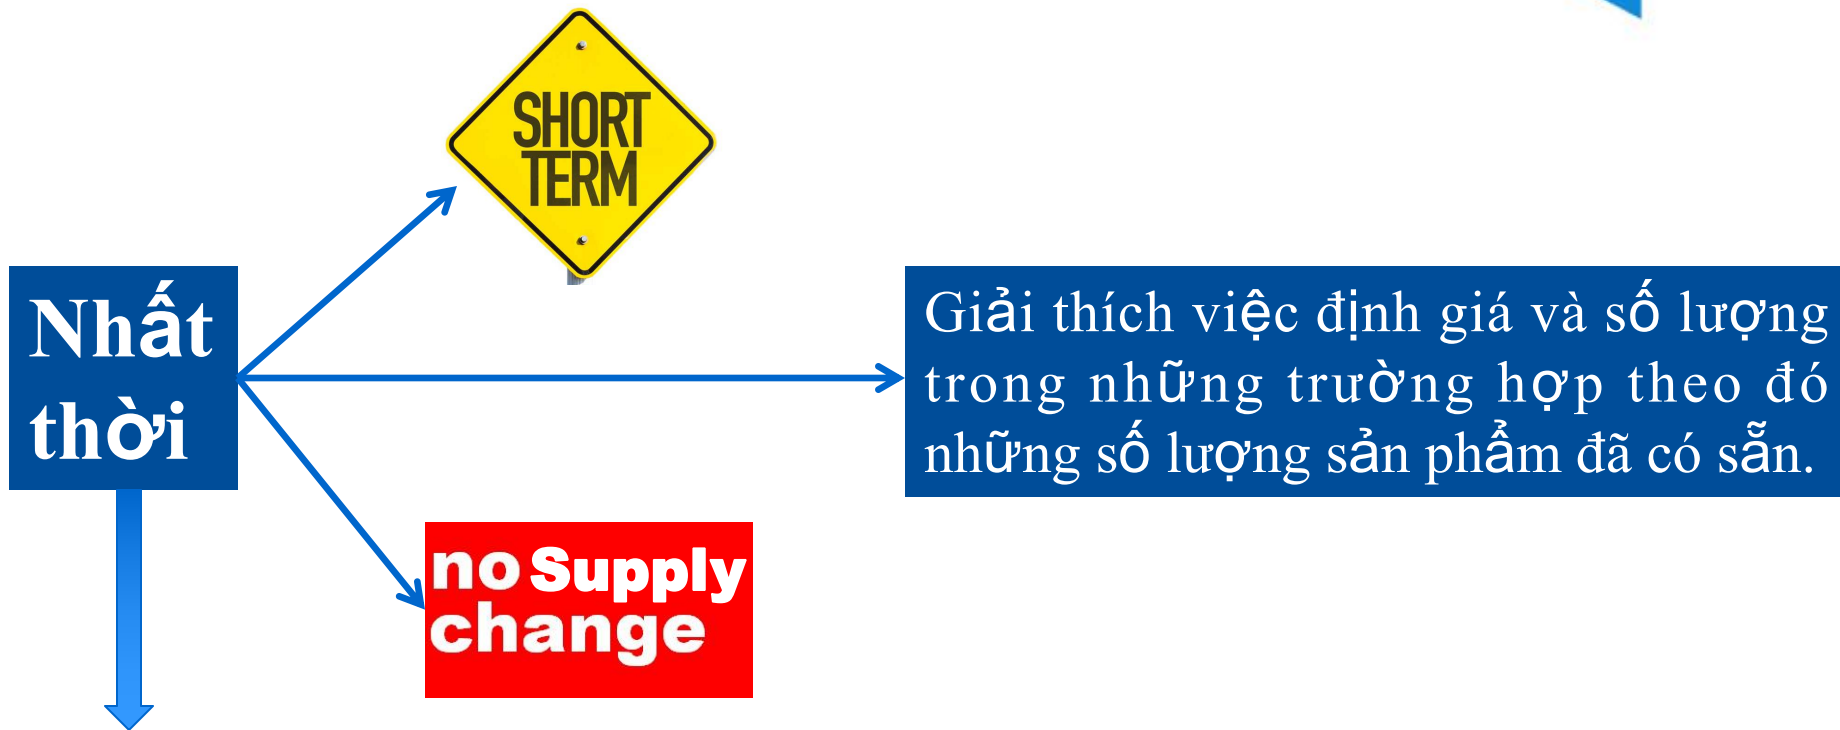 SHORT
TERM
Nhất
thời
Giải thích việc định giá và số lượng
trong những trường hợp theo đó
những số lượng sản phẩm đã có sẵn.
no Supply
change